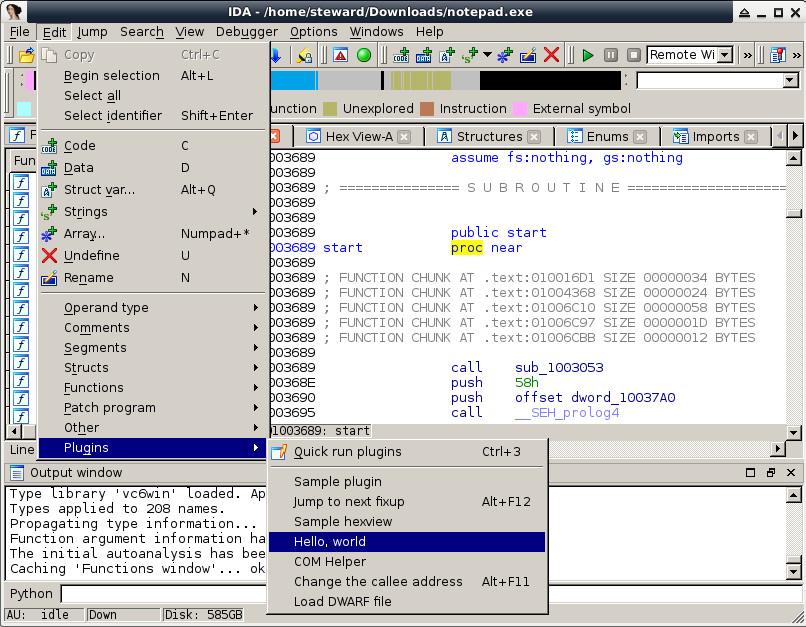 IDA - /home/steward/Downloads/notepad.exe
File Edit Jump Search View Debugger Options Windows Help
Remote Wi
Copy Ctrl+C
Begin selection Alt+L
Select all
Select identifier Shift+Enter
Code C
Data D
Struct var... Alt+Q
Strings
Array... Numpad+*
Undefine U
Rename N
Operand type
Comments
Segments
Structs
Functions
Patch program
Other
Plugins
unction Unexplored Instruction External symbol
Hex View-A Structures Enums Imports
Fun
003689 assume fs:nothing, gs:nothing
003689
003689 ; =============== S U B R O U T I N E ====================
003689
003689
003689 public start
003689 start proc near
003689
003689 ; FUNCTION CHUNK AT .text:010016D1 SIZE 00000034 BYTES
003689 ; FUNCTION CHUNK AT .text:01004368 SIZE 00000024 BYTES
003689 ; FUNCTION CHUNK AT .text:01006C10 SIZE 00000058 BYTES
003689 ; FUNCTION CHUNK AT .text:01006C97 SIZE 0000001D BYTES
003689 ; FUNCTION CHUNK AT .text:01006CBB SIZE 00000012 BYTES
003689
003689 call sub_1003053
00368E push 58h
003690 push offset dword_10037A0
003695 call __SEH_prolog4
01003689: start
Line
Quick run plugins Ctrl+3
Sample plugin
Jump to next fixup Alt+F12
Sample hexview
Hello, world
COM Helper
Change the callee address Alt+F11
Load DWARF file
Output window
Type library 'vc6win' loaded. Ap
Types applied to 208 names.
Propagating type information...
Function argument information ha
The initial autoanalysis has bee
Caching 'Functions window'... ok
Python
AU: idle Down Disk: 585GB